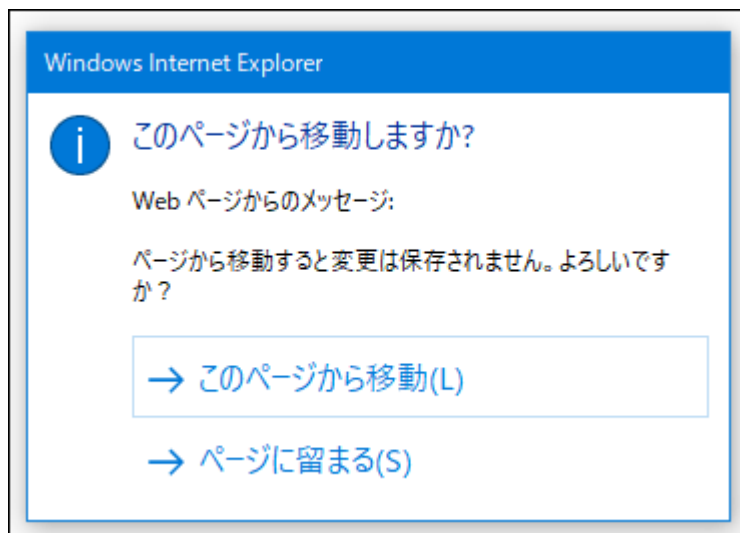 Windows Internet Explorer
このページから移動しますか?
Web ページからのメッセージ:
ページから移動すると変更は保存されません。よろしいです
か？
→ このページから移動(L)
→ ページに留まる(S)